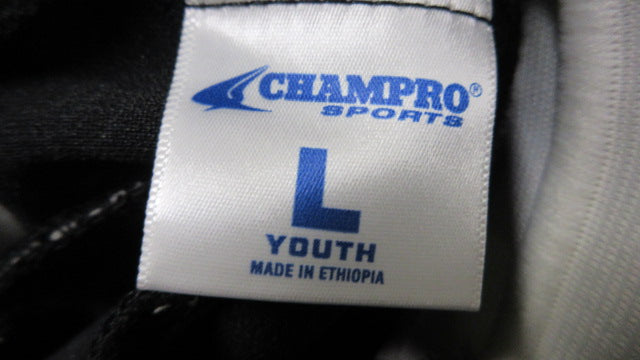 CHAMPRO®
SPORTS
L
YOUTH
MADE IN ETHIOPIA